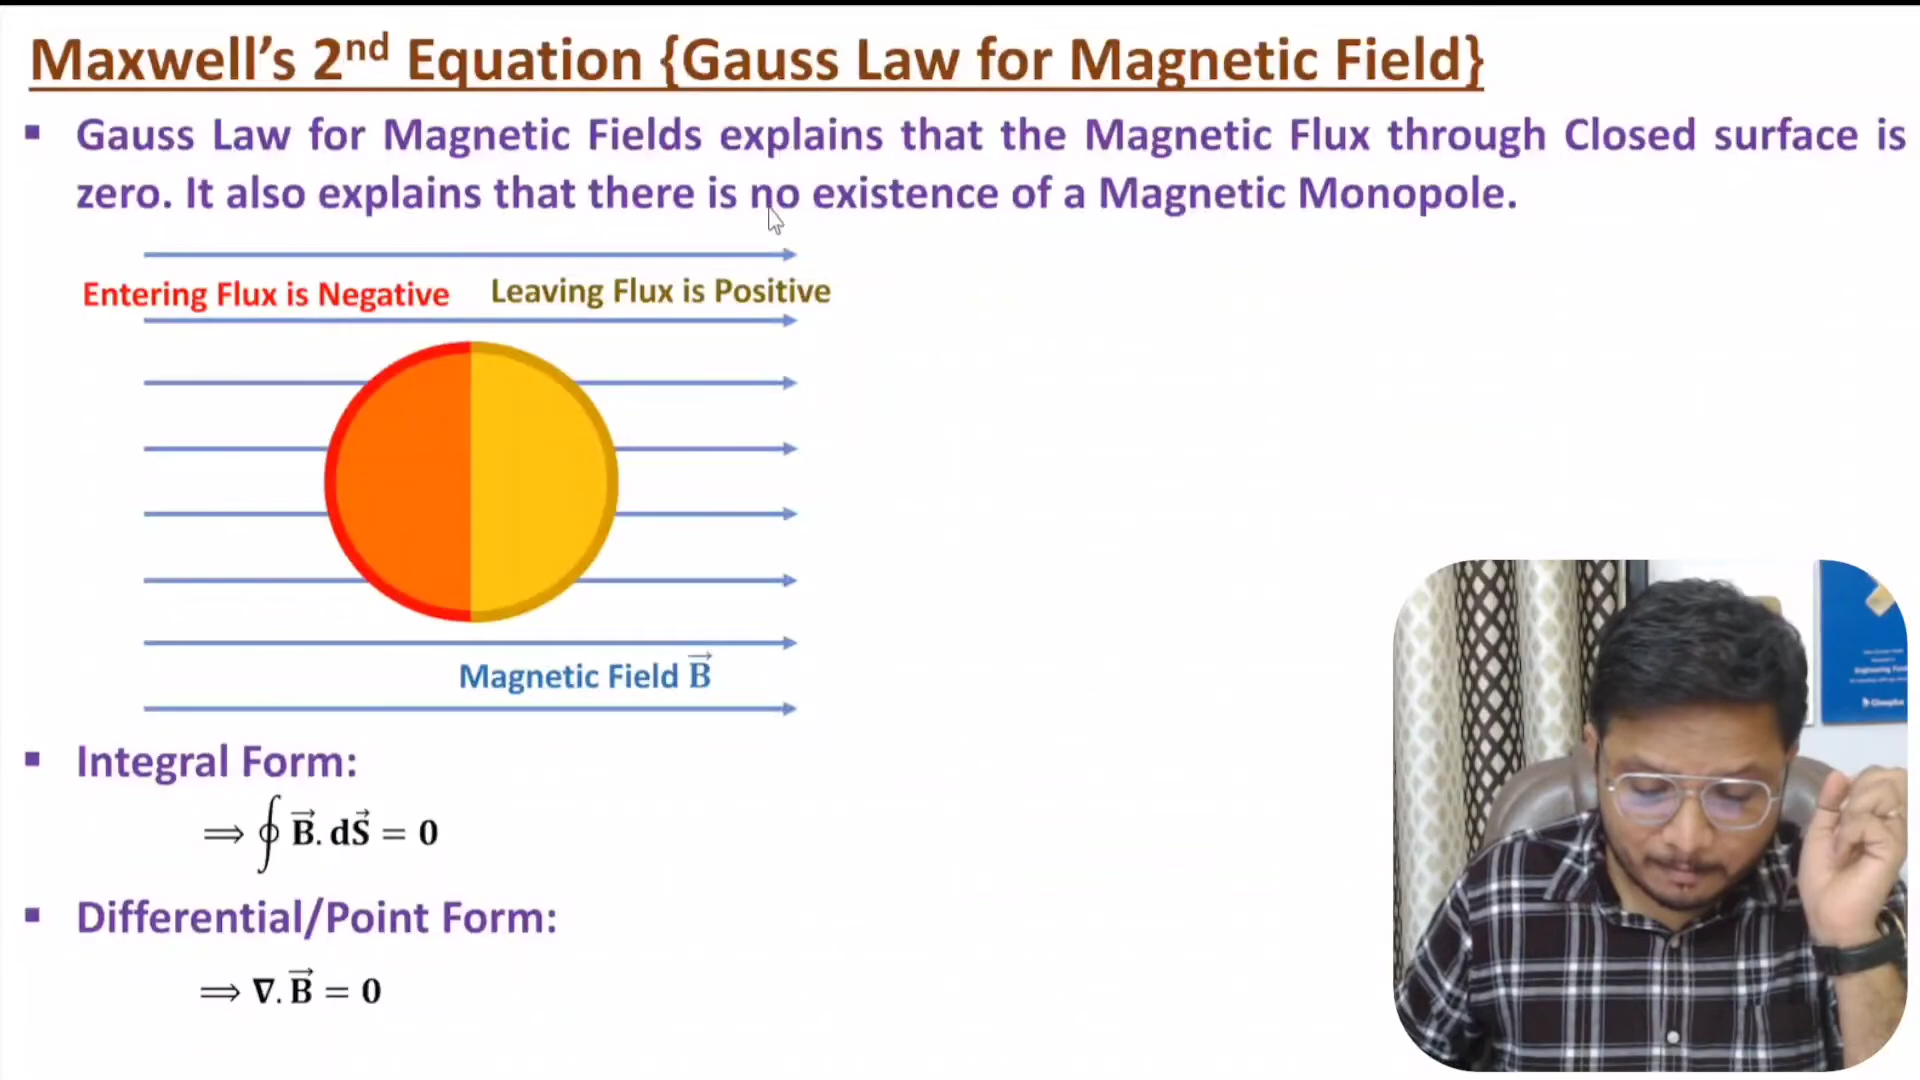 Maxwell's 2nd Equation {Gauss Law for Magnetic Field}
▪ Gauss Law for Magnetic Fields explains that the Magnetic Flux through Closed surface is
zero. It also explains that there is no existence of a Magnetic Monopole.
Entering Flux is Negative
Leaving Flux is Positive
Magnetic Field B⃗
▪ Integral Form:
⟹ ∮ B⃗. dS⃗ = 0
▪ Differential/Point Form:
⟹ ∇. B⃗ = 0